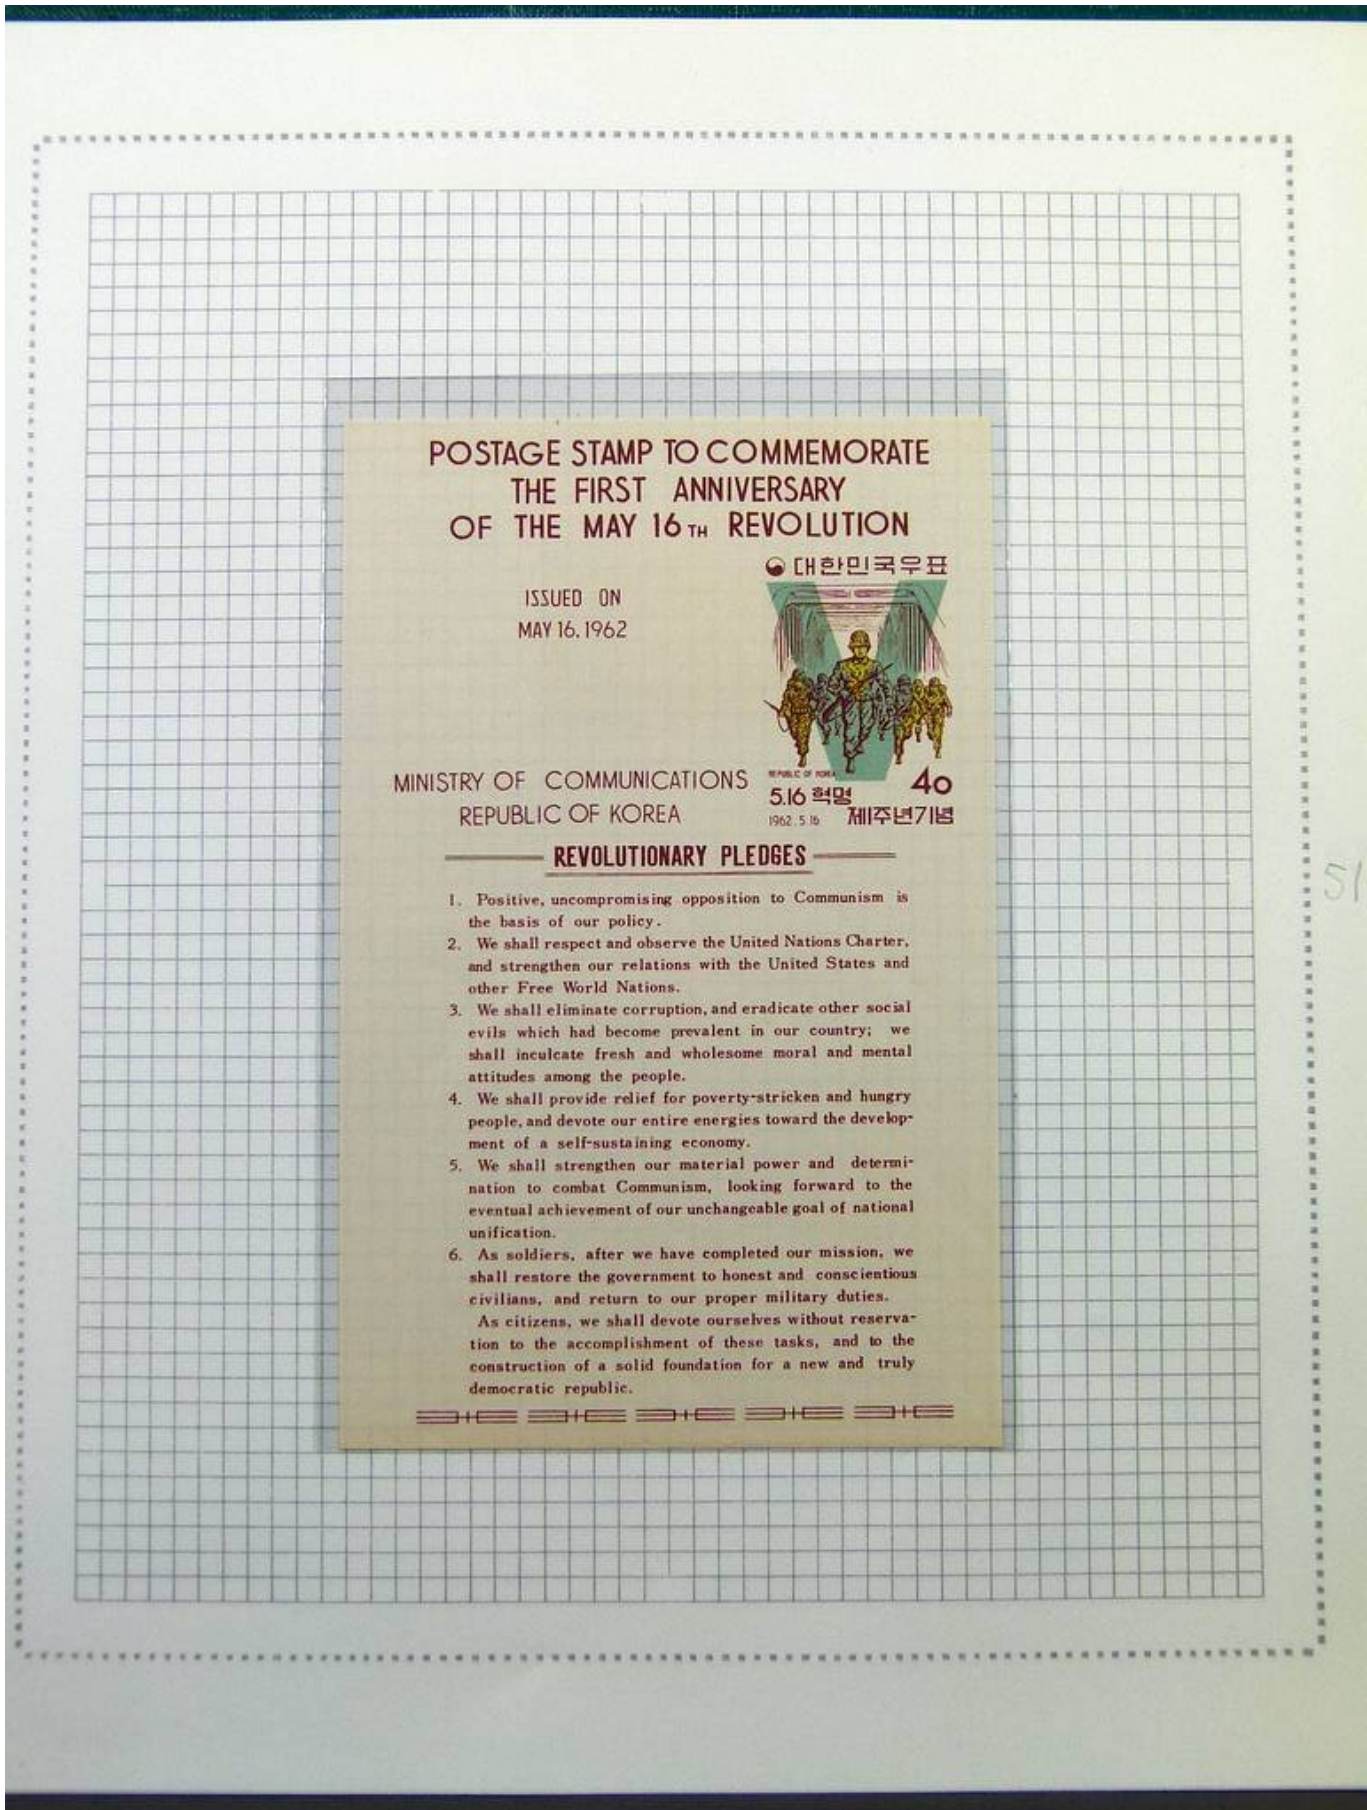 POSTAGE STAMP TO COMMEMORATE
THE FIRST ANNIVERSARY
OF THE MAY 16TH REVOLUTION
대한민국우표
ISSUED ON
MAY 16. 1962
MINISTRY OF COMMUNICATIONS
REPUBLIC OF KOREA
REPUBLIC OF KOREA
40
5.16 혁명
1962.5.16 제1주년기념
REVOLUTIONARY PLEDGES
1. Positive, uncompromising opposition to Communism is
the basis of our policy.
2. We shall respect and observe the United Nations Charter,
and strengthen our relations with the United States and
other Free World Nations.
3. We shall eliminate corruption, and eradicate other social
evils which had become prevalent in our country; we
shall inculcate fresh and wholesome moral and mental
attitudes among the people.
4. We shall provide relief for poverty-stricken and hungry
people, and devote our entire energies toward the develop-
ment of a self-sustaining economy.
5. We shall strengthen our material power and determi-
nation to combat Communism, looking forward to the
eventual achievement of our unchangeable goal of national
unification.
6. As soldiers, after we have completed our mission, we
shall restore the government to honest and conscientious
civilians, and return to our proper military duties.
As citizens, we shall devote ourselves without reserva-
tion to the accomplishment of these tasks, and to the
construction of a solid foundation for a new and truly
democratic republic.
51